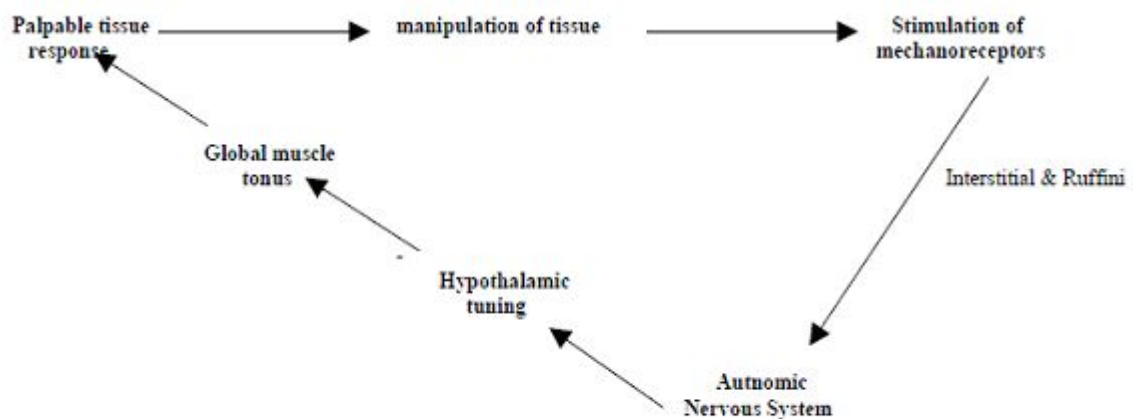 Palpable tissue
response
manipulation of tissue
Stimulation of
mechanoreceptors
Global muscle
tonus
Interstitial & Ruffini
Hypothalamic
tuning
Autnomic
Nervous System